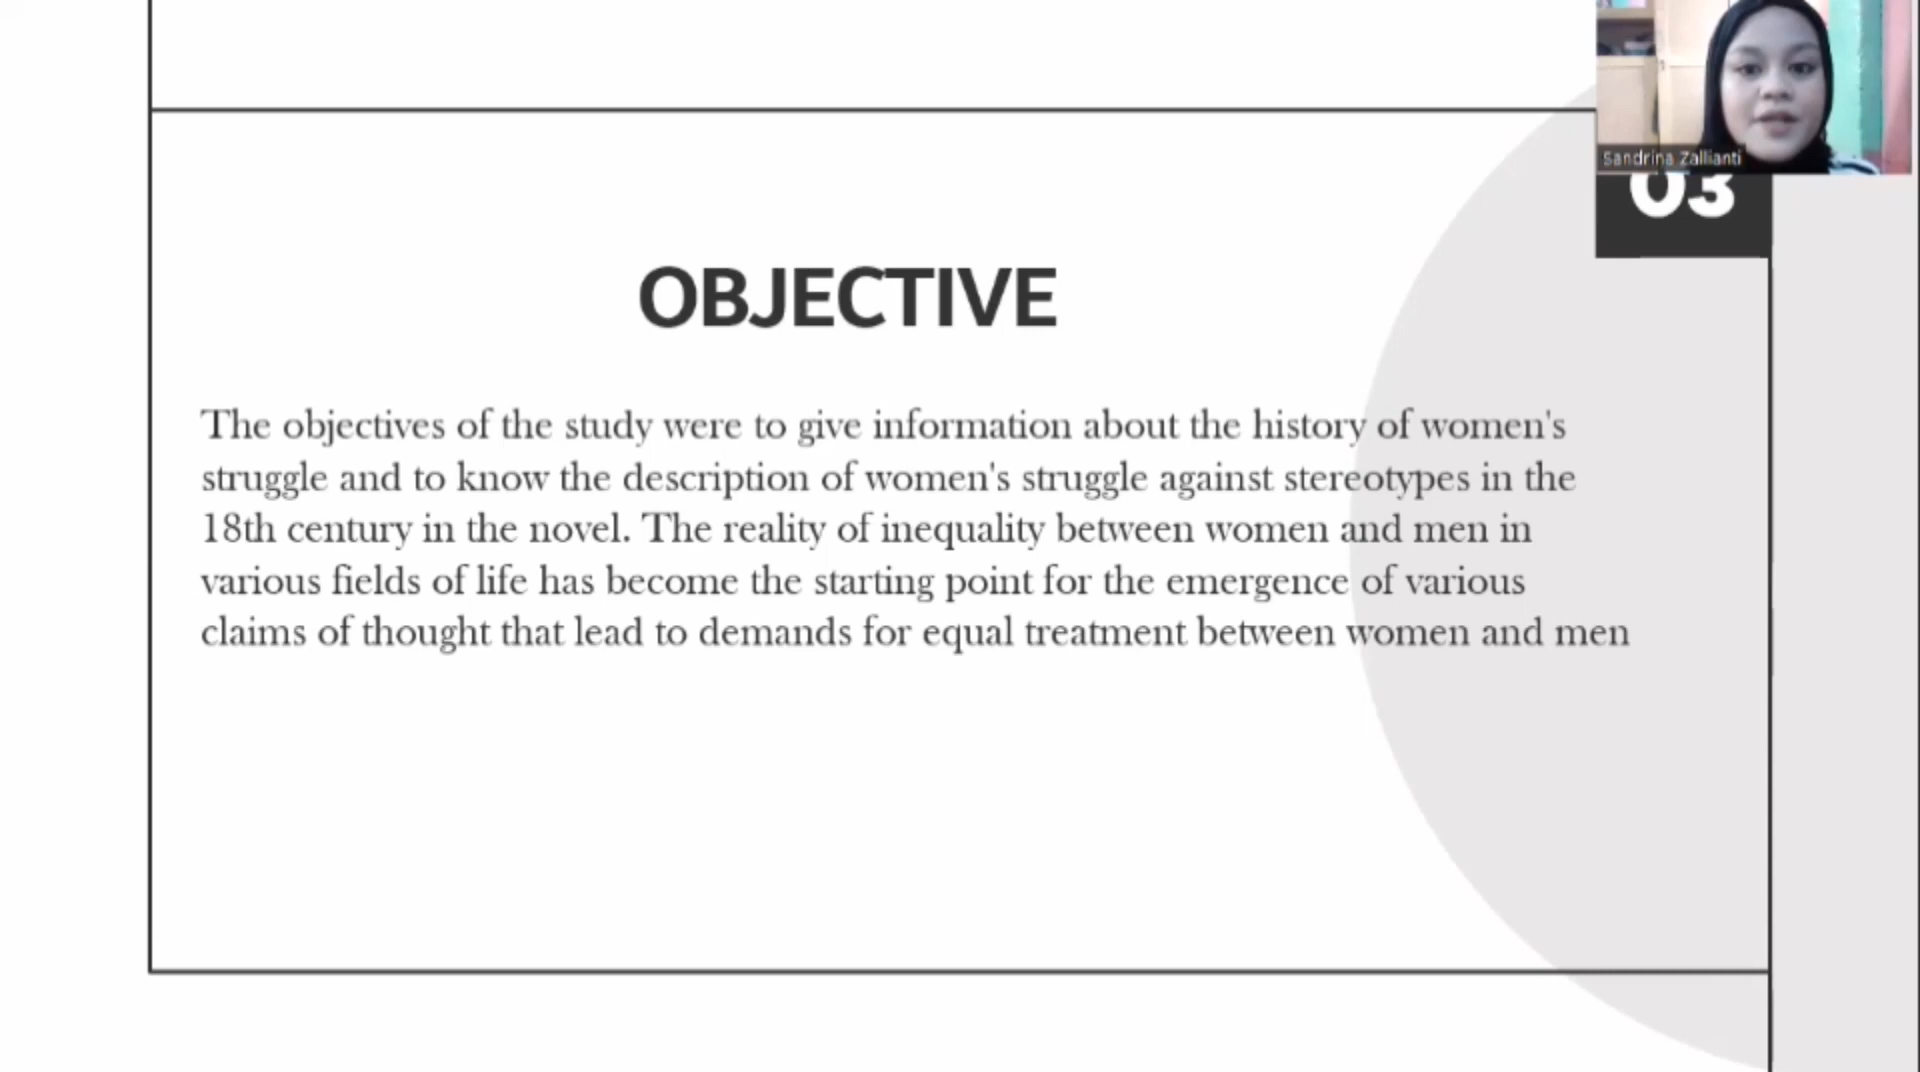 Sandrina Zallianti
03
OBJECTIVE
The objectives of the study were to give information about the history of women's
struggle and to know the description of women's struggle against stereotypes in the
18th century in the novel. The reality of inequality between women and men in
various fields of life has become the starting point for the emergence of various
claims of thought that lead to demands for equal treatment between women and men